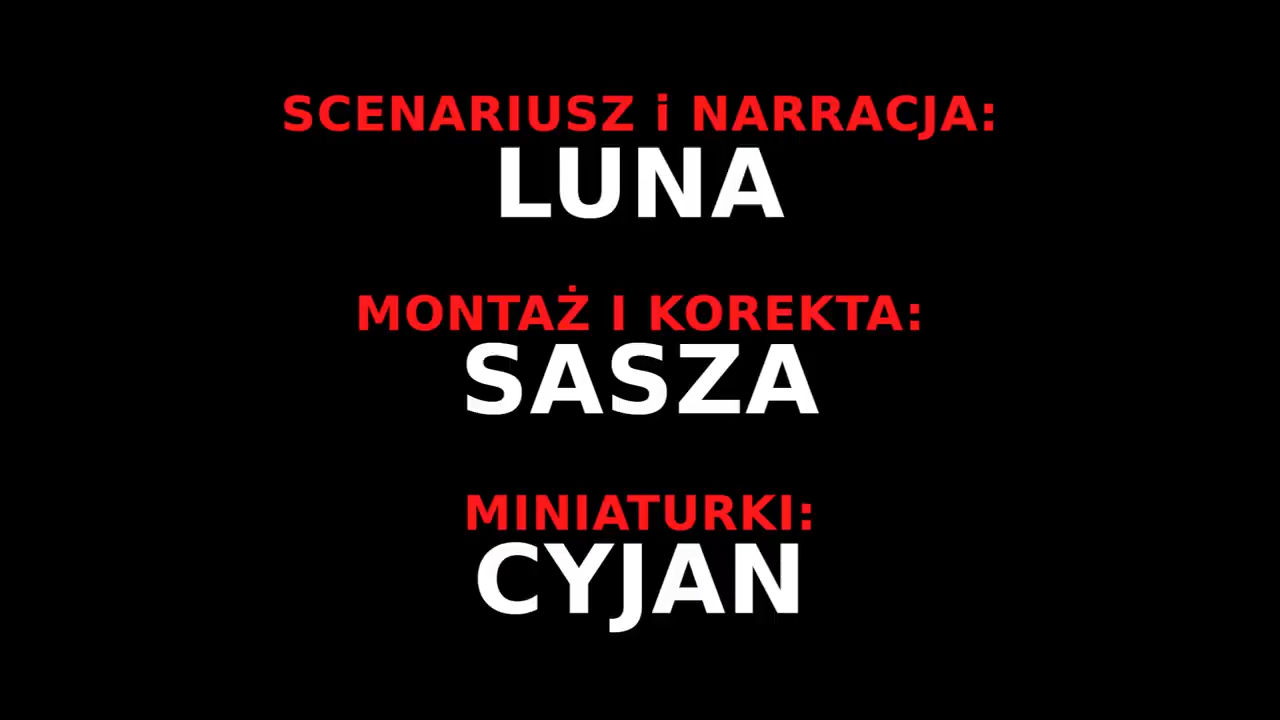 SCENARIUSZ i NARRACJA:
LUNA
MONTAŻ I KOREKTA:
SASZA
MINIATURKI:
CYJAN